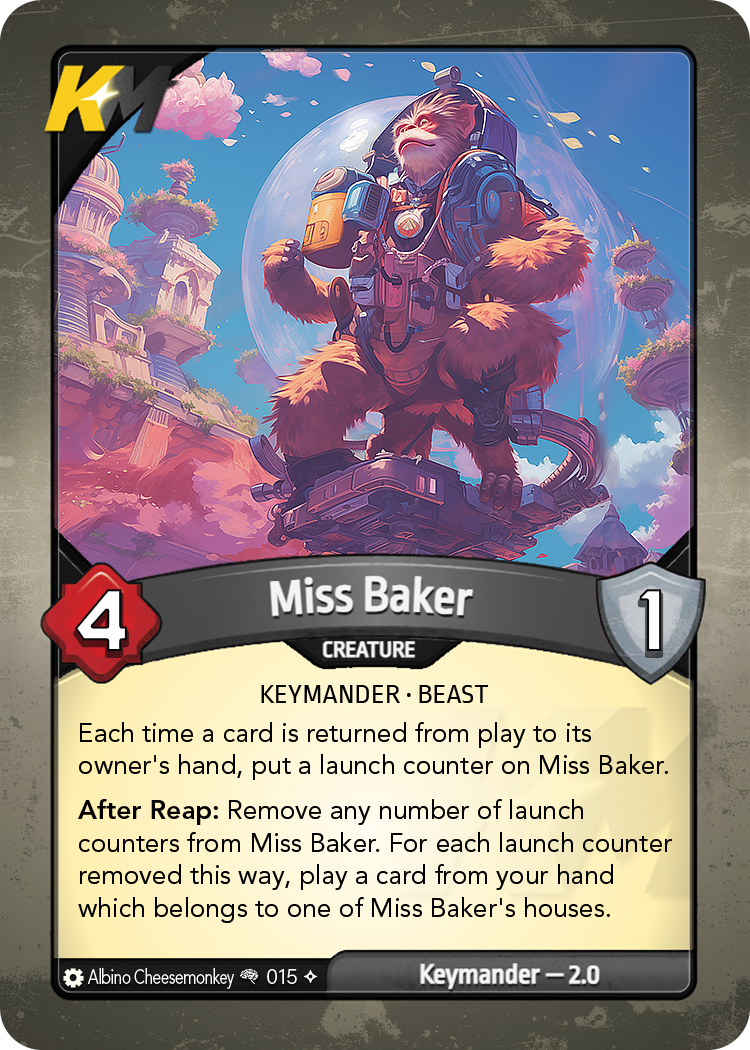 KM
Miss Baker
4
1
CREATURE
KEYMANDER · BEAST
Each time a card is returned from play to its
owner's hand, put a launch counter on Miss Baker.
After Reap: Remove any number of launch
counters from Miss Baker. For each launch counter
removed this way, play a card from your hand
which belongs to one of Miss Baker's houses.
Albino Cheesemonkey 015
Keymander — 2.0